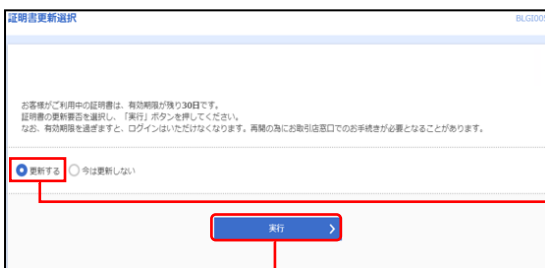 証明書更新選択
BLGI005
お客様がご利用中の証明書は、有効期限が残り30日です。
証明書の更新要否を選択し、「実行」ボタンを押してください。
なお、有効期限を過ぎますと、ログインはいただけなくなります。再開の為にお取引店窓口でのお手続きが必要となることがあります。
更新する 今は更新しない
実行